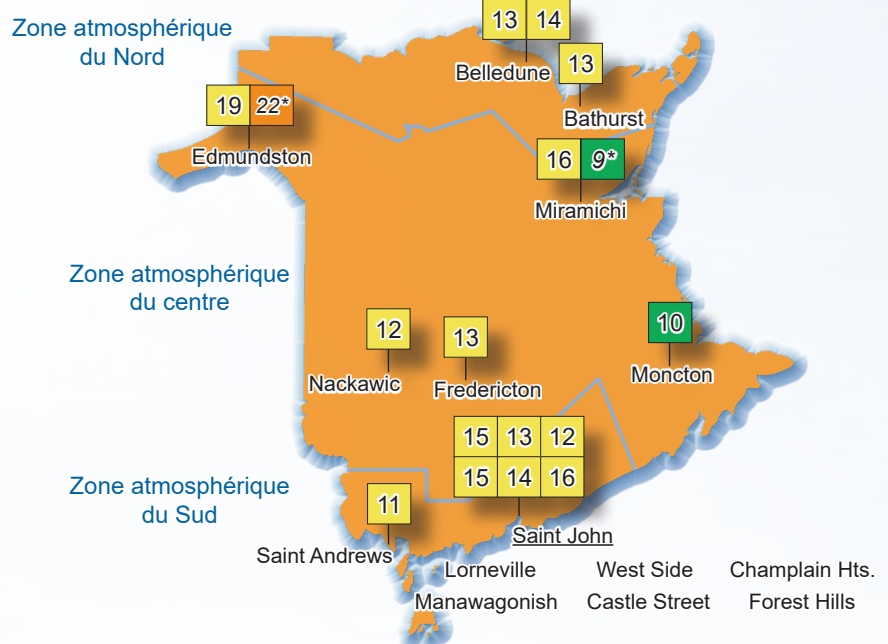 13 14
Zone atmosphérique
du Nord
Belledune
13
Bathurst
19 22*
Edmundston
16 9*
Miramichi
Zone atmosphérique
du centre
12
Nackawic
13
Fredericton
10
Moncton
15 13 12
15 14 16
Zone atmosphérique
du Sud
11
Saint Andrews
Saint John
Lorneville West Side Champlain Hts.
Manawagonish Castle Street Forest Hills